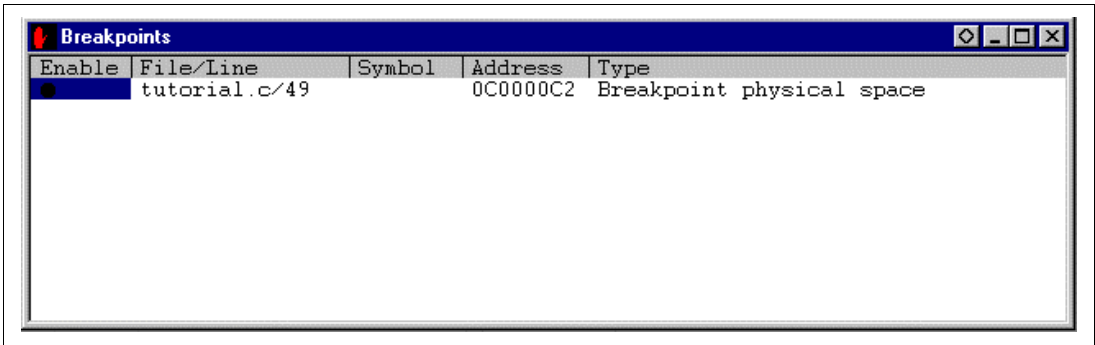 Breakpoints
Enable File/Line Symbol Address Type
tutorial.c/49 0C0000C2 Breakpoint physical space